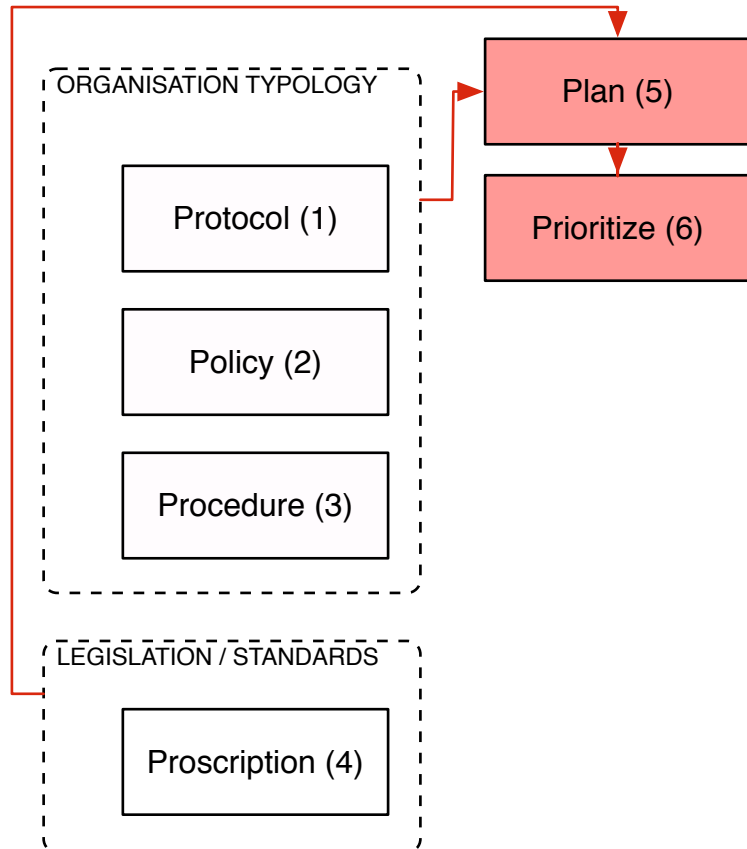 ORGANISATION TYPOLOGY
Plan (5)
Protocol (1)
Prioritize (6)
Policy (2)
Procedure (3)
LEGISLATION / STANDARDS
Proscription (4)